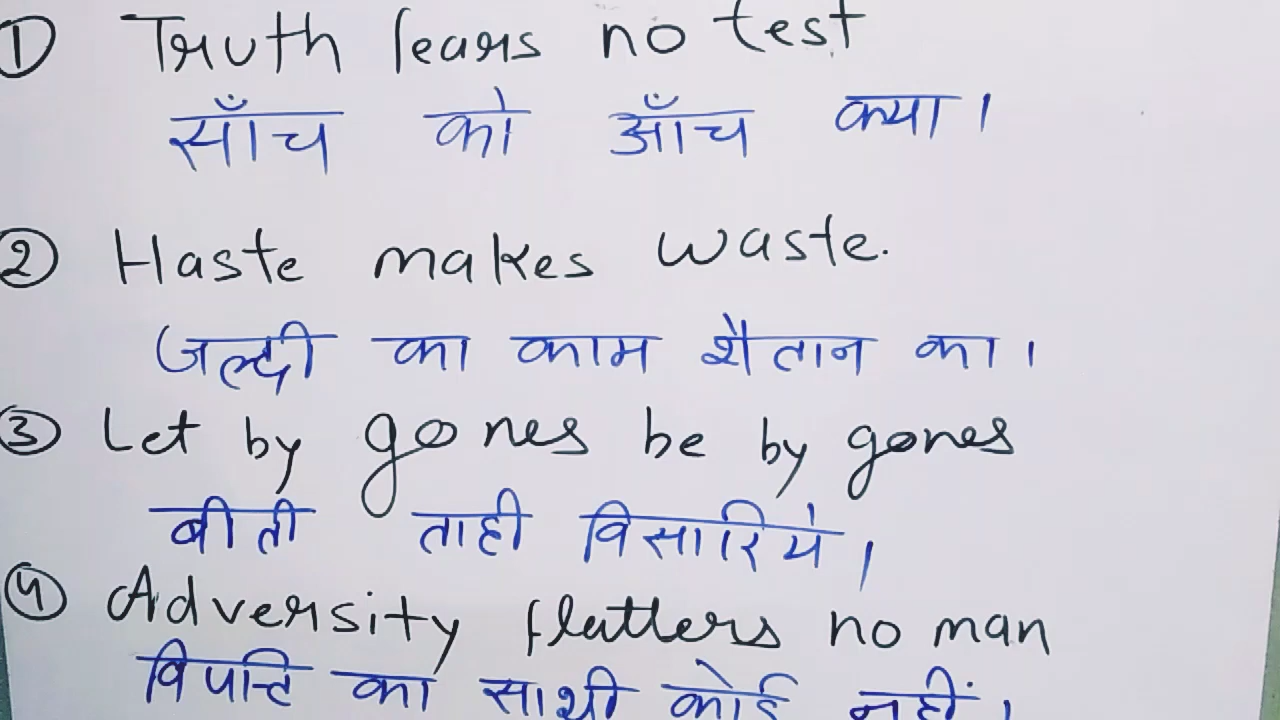 ① Truth fears no test
साँच को आँच क्या।
② Haste makes waste.
जल्दी का काम शैतान का।
③ Let by gones be by gones
बीती ताही विसारिये।
④ Adversity flatters no man
विपत्ति का साथी कोई नहीं।